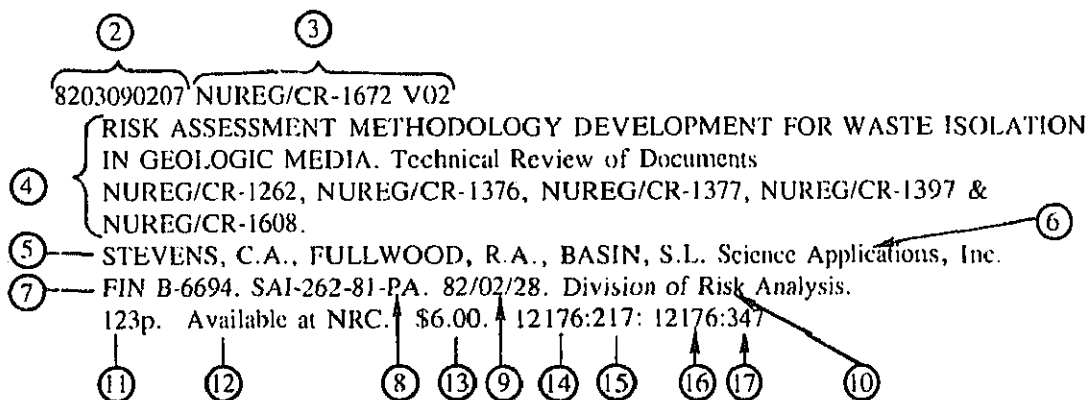 ② ③
8203090207 NUREG/CR-1672 V02
RISK ASSESSMENT METHODOLOGY DEVELOPMENT FOR WASTE ISOLATION
IN GEOLOGIC MEDIA. Technical Review of Documents
④ NUREG/CR-1262, NUREG/CR-1376, NUREG/CR-1377, NUREG/CR-1397 &
NUREG/CR-1608. ⑥
⑤ STEVENS, C.A., FULLWOOD, R.A., BASIN, S.L. Science Applications, Inc.
⑦ FIN B-6694. SAI-262-81-PA. 82/02/28. Division of Risk Analysis.
123p. Available at NRC. $6.00. 12176:217: 12176:347
⑪ ⑫ ⑧ ⑬ ⑨ ⑭ ⑮ ⑯ ⑰ ⑩